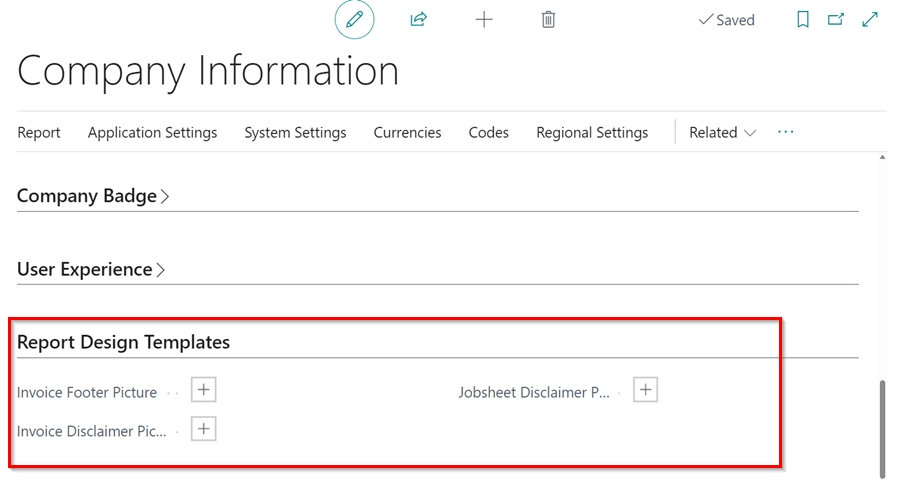 Saved
Company Information
Report Application Settings System Settings Currencies Codes Regional Settings Related ...
Company Badge
User Experience
Report Design Templates
Invoice Footer Picture Jobsheet Disclaimer P...
Invoice Disclaimer Pic...